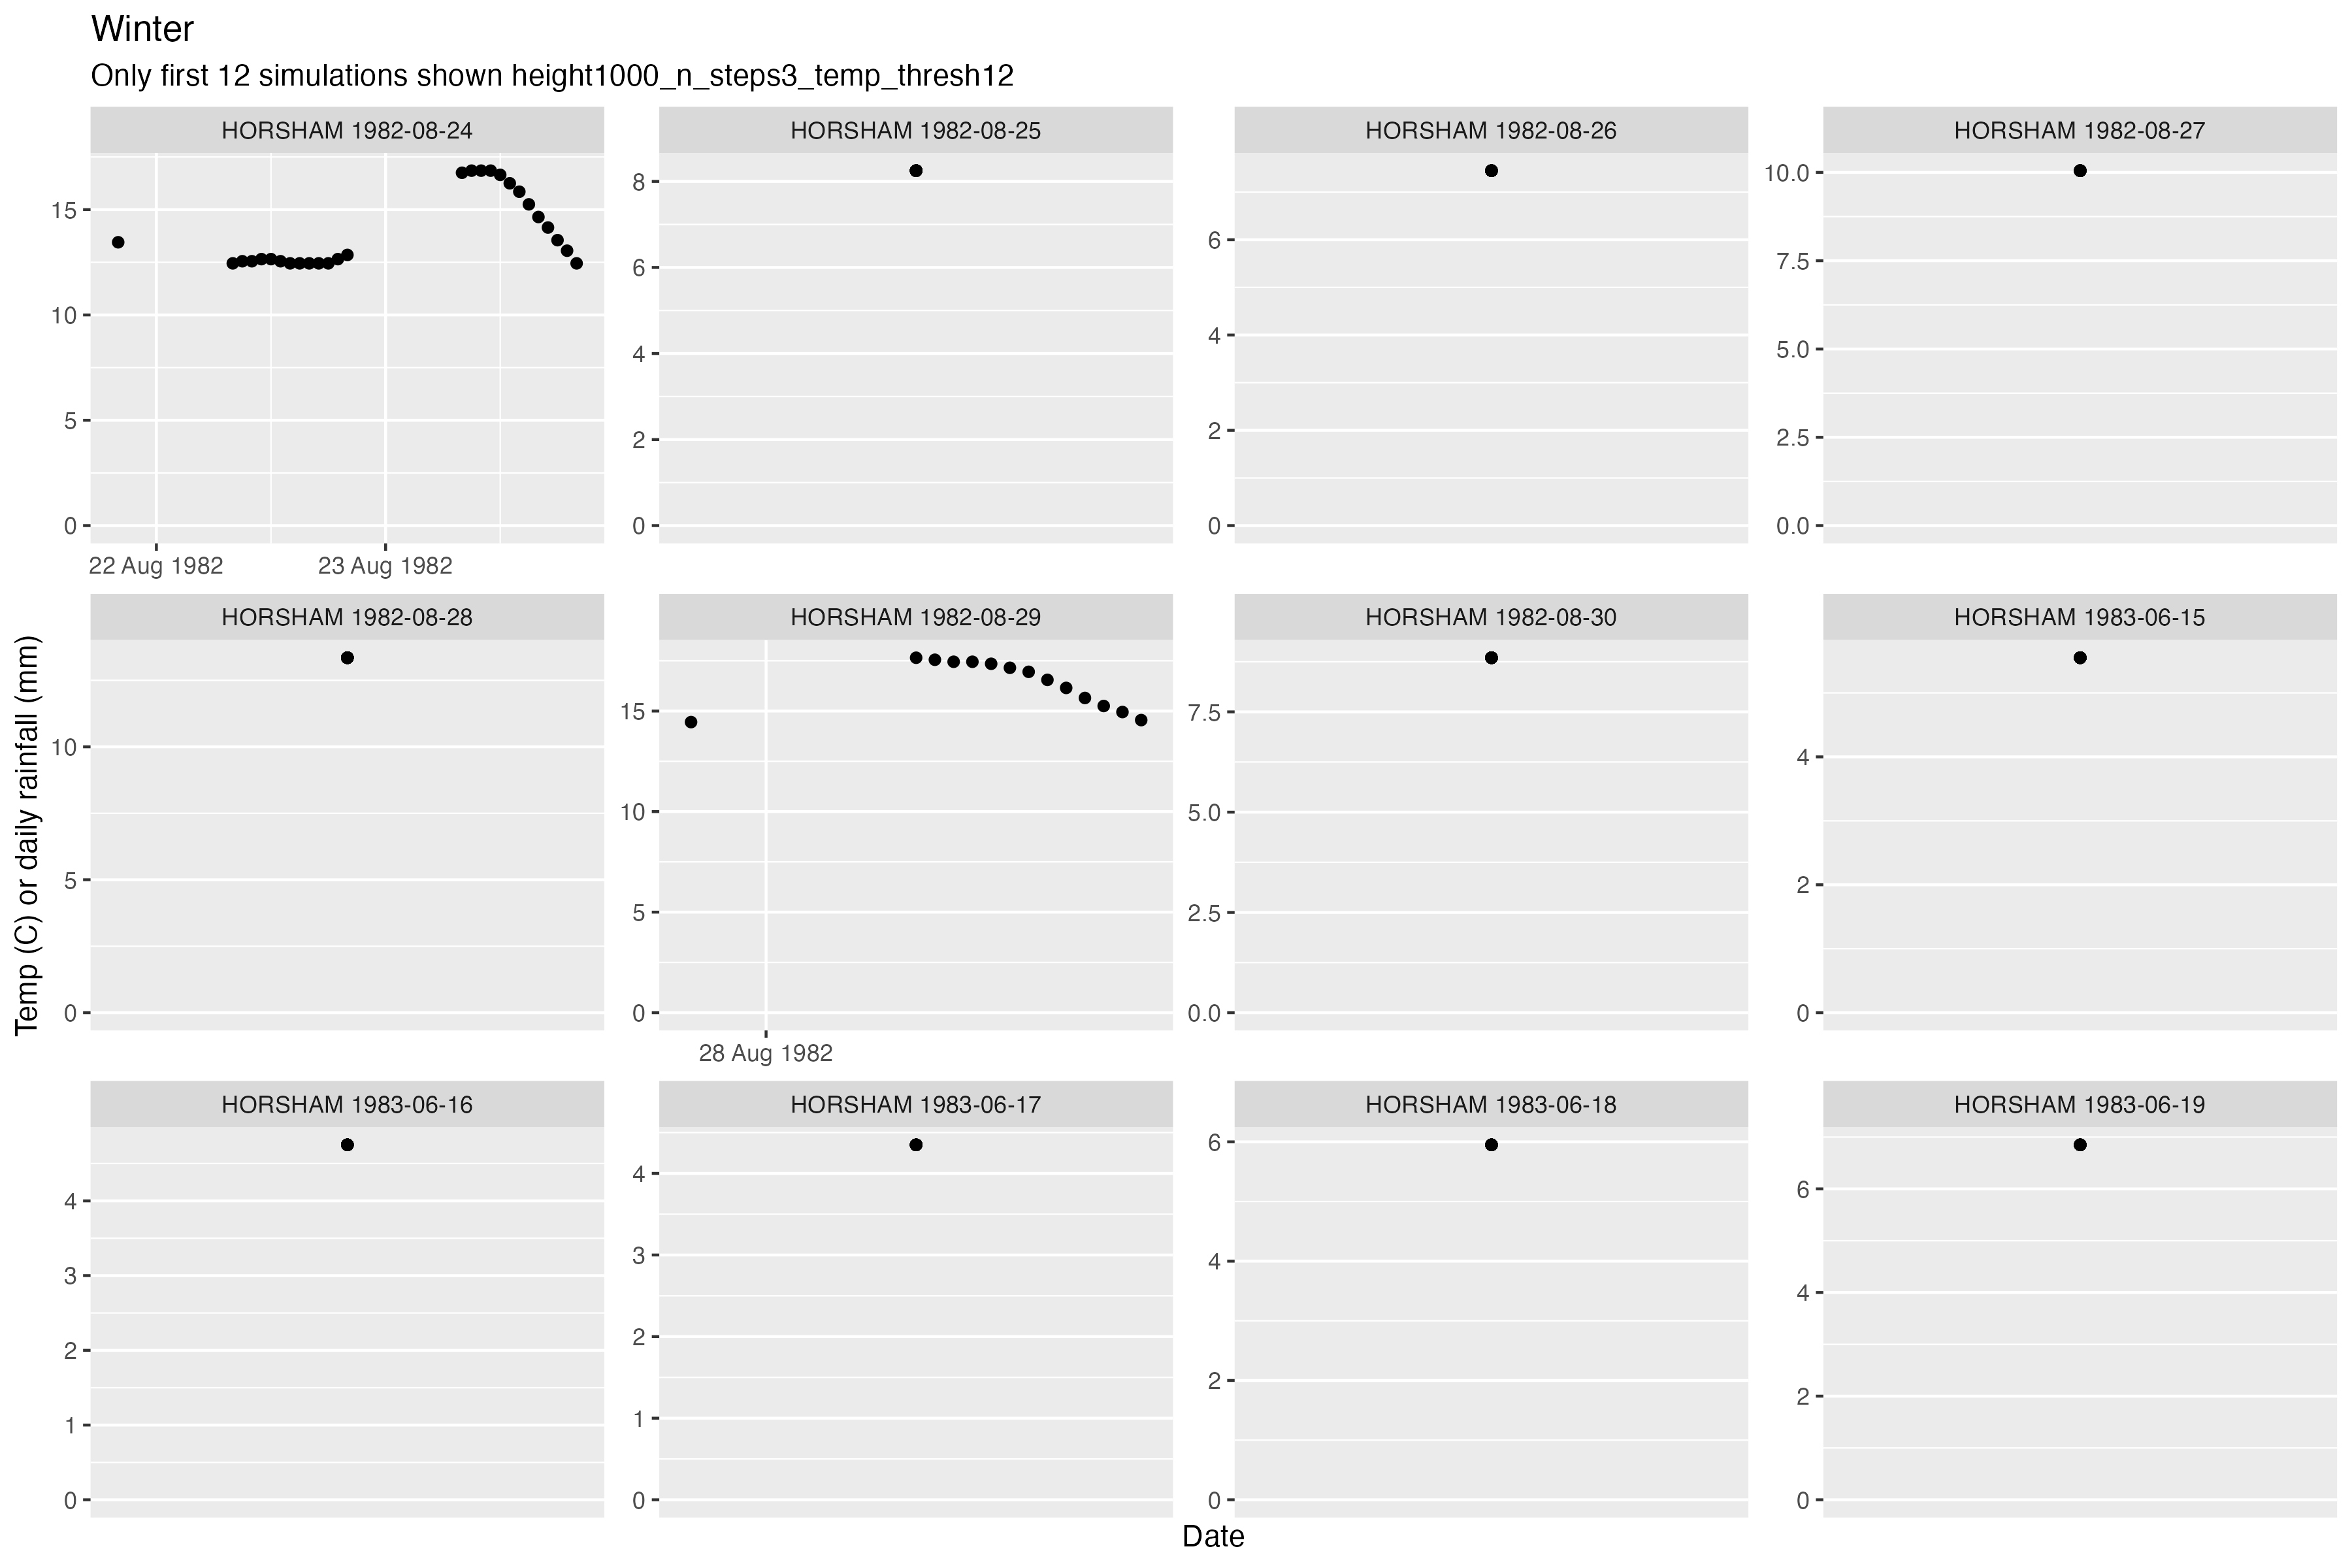 Winter
Only first 12 simulations shown height1000_n_steps3_temp_thresh12
Temp (C) or daily rainfall (mm)
HORSHAM 1982-08-24
15
10
5
0
22 Aug 1982
23 Aug 1982
HORSHAM 1982-08-25
8
6
4
2
0
HORSHAM 1982-08-26
6
4
2
0
HORSHAM 1982-08-27
10.0
7.5
5.0
2.5
0.0
HORSHAM 1982-08-28
10
5
0
HORSHAM 1982-08-29
15
10
5
0
28 Aug 1982
HORSHAM 1982-08-30
7.5
5.0
2.5
0.0
HORSHAM 1983-06-15
4
2
0
HORSHAM 1983-06-16
4
3
2
1
0
HORSHAM 1983-06-17
4
3
2
1
0
HORSHAM 1983-06-18
6
4
2
0
HORSHAM 1983-06-19
6
4
2
0
Date